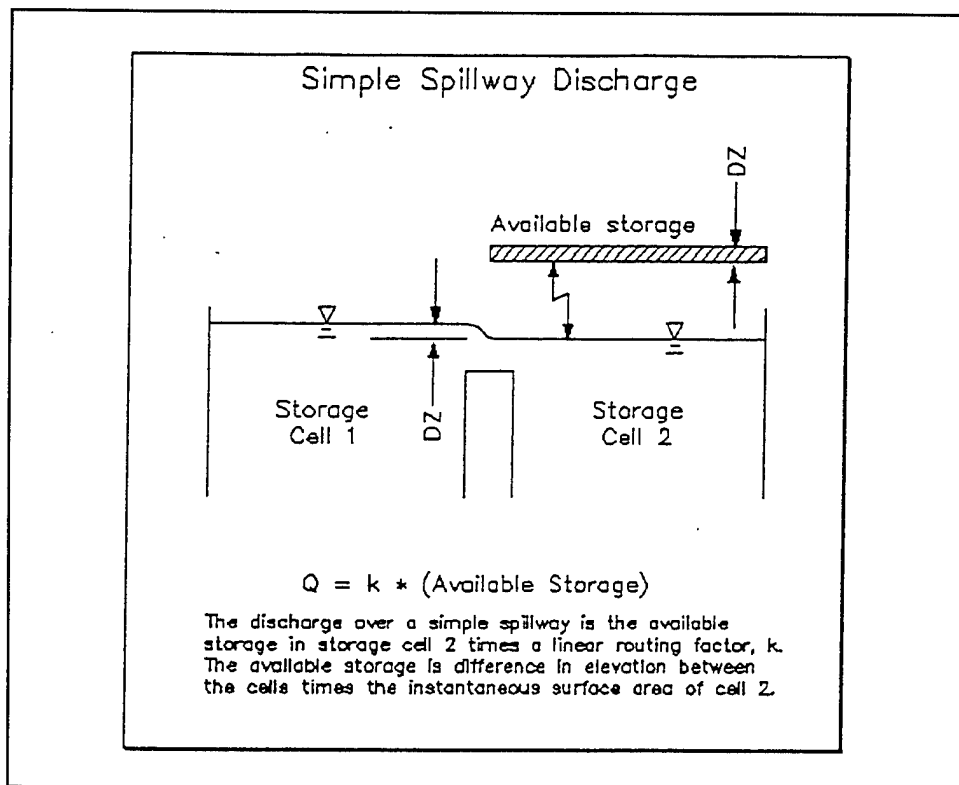 Simple Spillway Discharge
DZ
Available storage
Storage
Cell 1
DZ
Storage
Cell 2
Q = k * (Available Storage)
The discharge over a simple spillway is the available
storage in storage cell 2 times a linear routing factor, k.
The available storage is difference in elevation between
the cells times the instantaneous surface area of cell 2.